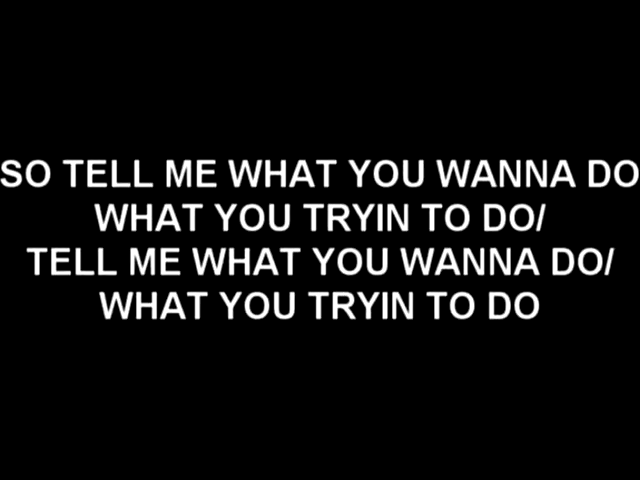 SO TELL ME WHAT YOU WANNA DO
WHAT YOU TRYIN TO DO/
TELL ME WHAT YOU WANNA DO/
WHAT YOU TRYIN TO DO